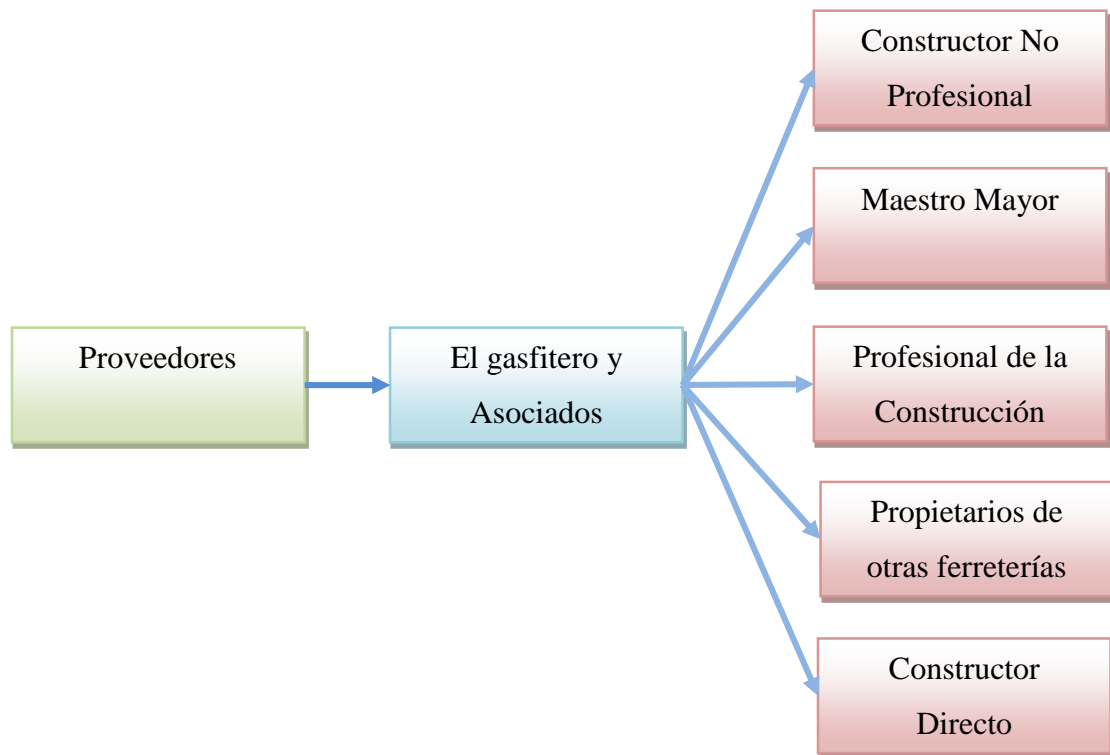 Proveedores
El gasfitero y
Asociados
Constructor No
Profesional
Maestro Mayor
Profesional de la
Construcción
Propietarios de
otras ferreterías
Constructor
Directo